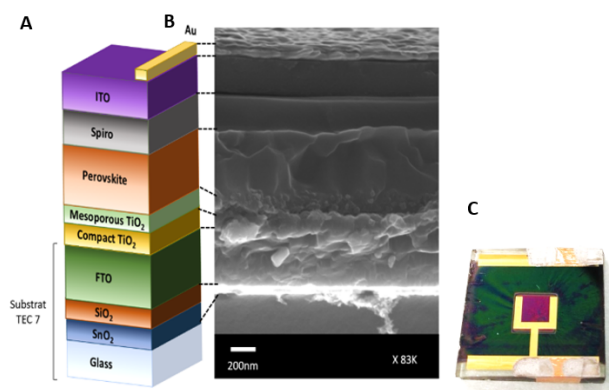 A
B
Au
ITO
Spiro
Perovskite
Mesoporous TiO₂
Compact TiO₂
FTO
SiO₂
SnO₂
Glass
Substrat
TEC 7
200nm
X 83K
C